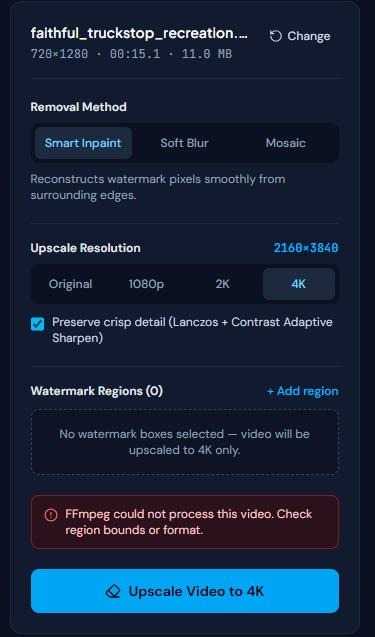 faithful_truckstop_recreation.... Change
720×1280 · 00:15.1 · 11.0 MB
Removal Method
Smart Inpaint Soft Blur Mosaic
Reconstructs watermark pixels smoothly from
surrounding edges.
Upscale Resolution 2160×3840
Original 1080p 2K 4K
Preserve crisp detail (Lanczos + Contrast Adaptive
Sharpen)
Watermark Regions (0) + Add region
No watermark boxes selected — video will be
upscaled to 4K only.
FFmpeg could not process this video. Check
region bounds or format.
Upscale Video to 4K